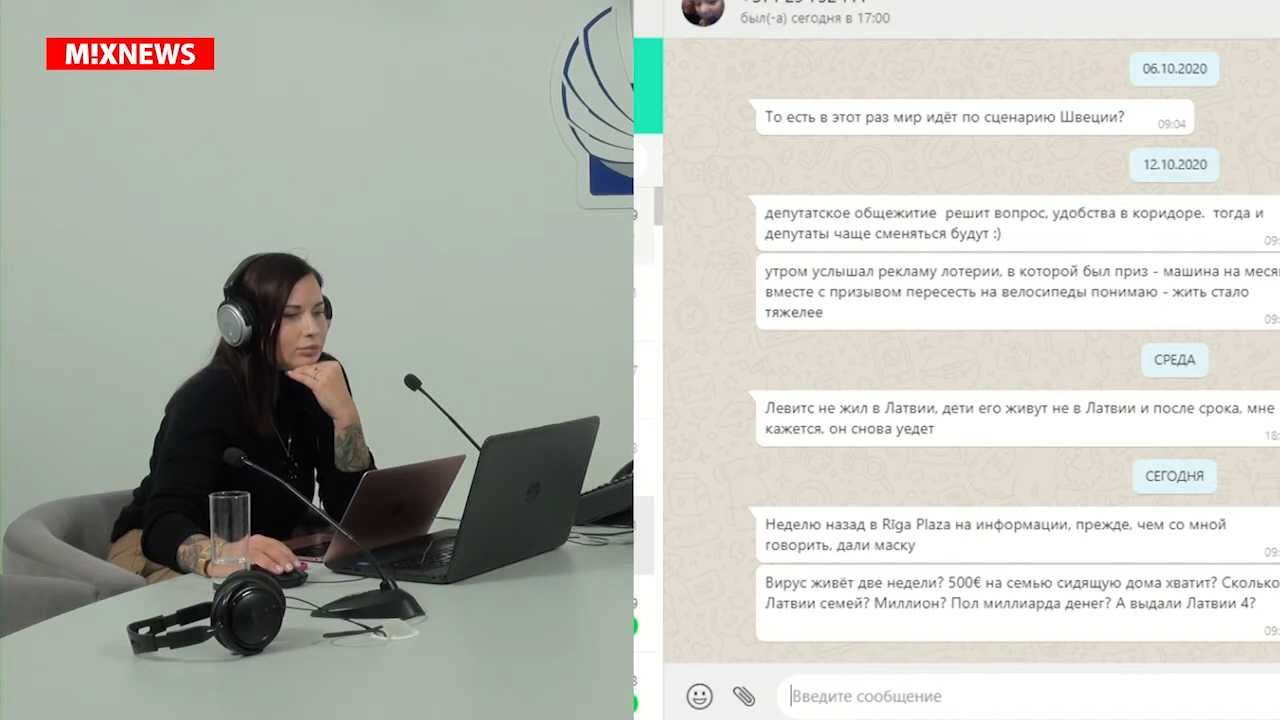 M!XNEWS
был(-а) сегодня в 17:00
06.10.2020
То есть в этот раз мир идёт по сценарию Швеции?
09:04
12.10.2020
депутатское общежитие решит вопрос, удобства в коридоре. тогда и
депутаты чаще сменяться будут :)
утром услышал рекламу лотерии, в которой был приз - машина на
вместе с призывом пересесть на велосипеды понимаю - жить стало
тяжелее
СРЕДА
Левитс не жил в Латвии, дети его живут не в Латвии и после срока, мне
кажется, он снова уедет
СЕГОДНЯ
Неделю назад в Rīga Plaza на информации, прежде, чем со мной
говорить, дали маску
Вирус живёт две недели? 500€ на семью сидящую дома хватит? Сколько
Латвии семей? Миллион? Пол миллиарда денег? А выдали Латвии 4?
Введите сообщение